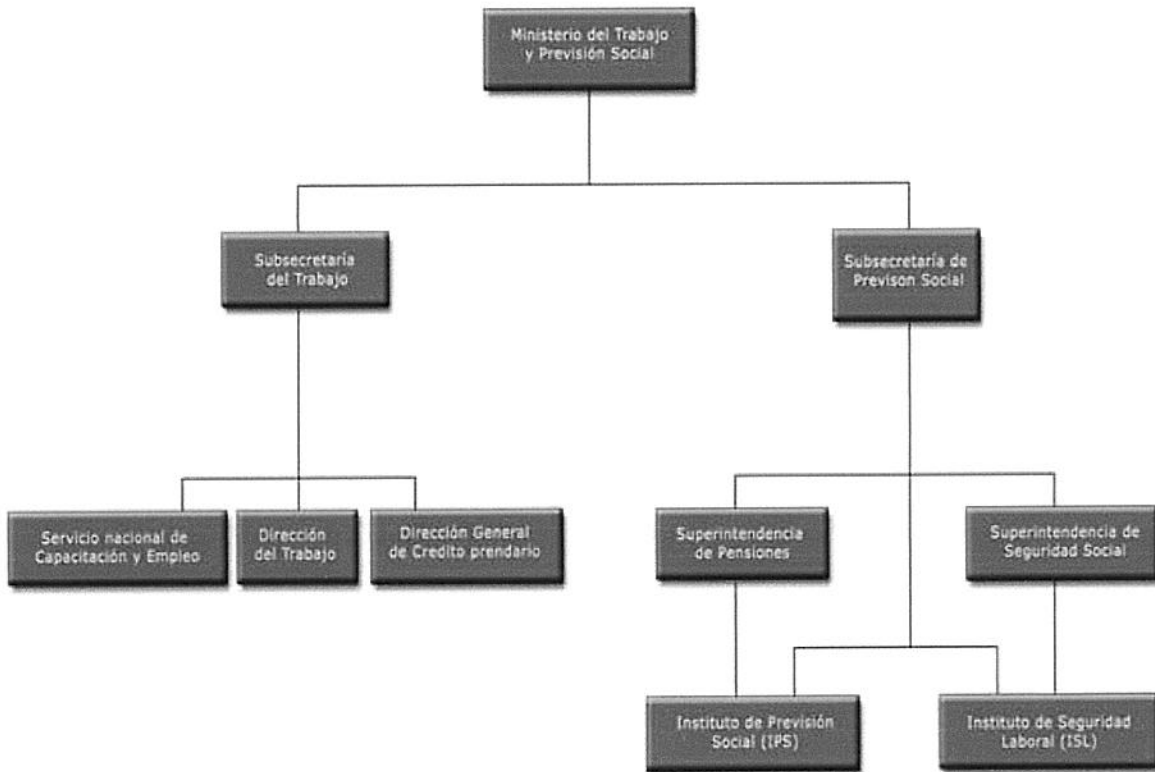 Ministerio del Trabajo
y Previsión Social
Subsecretaría
del Trabajo
Subsecretaría de
Previson Social
Servicio nacional de
Capacitación y Empleo
Dirección
del Trabajo
Dirección General
de Credito prendario
Superintendencia
de Pensiones
Superintendencia de
Seguridad Social
Instituto de Previsión
Social (IPS)
Instituto de Seguridad
Laboral (ISL)